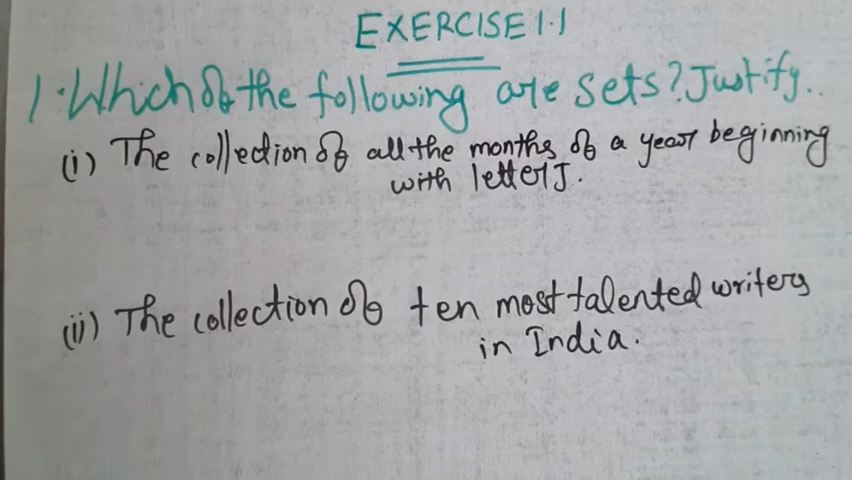 EXERCISE 1.1
1. Which of the following are sets? Justify..
(i) The collection of all the months of a year beginning
with letter J.
(ii) The collection of ten most talented writers
in India.